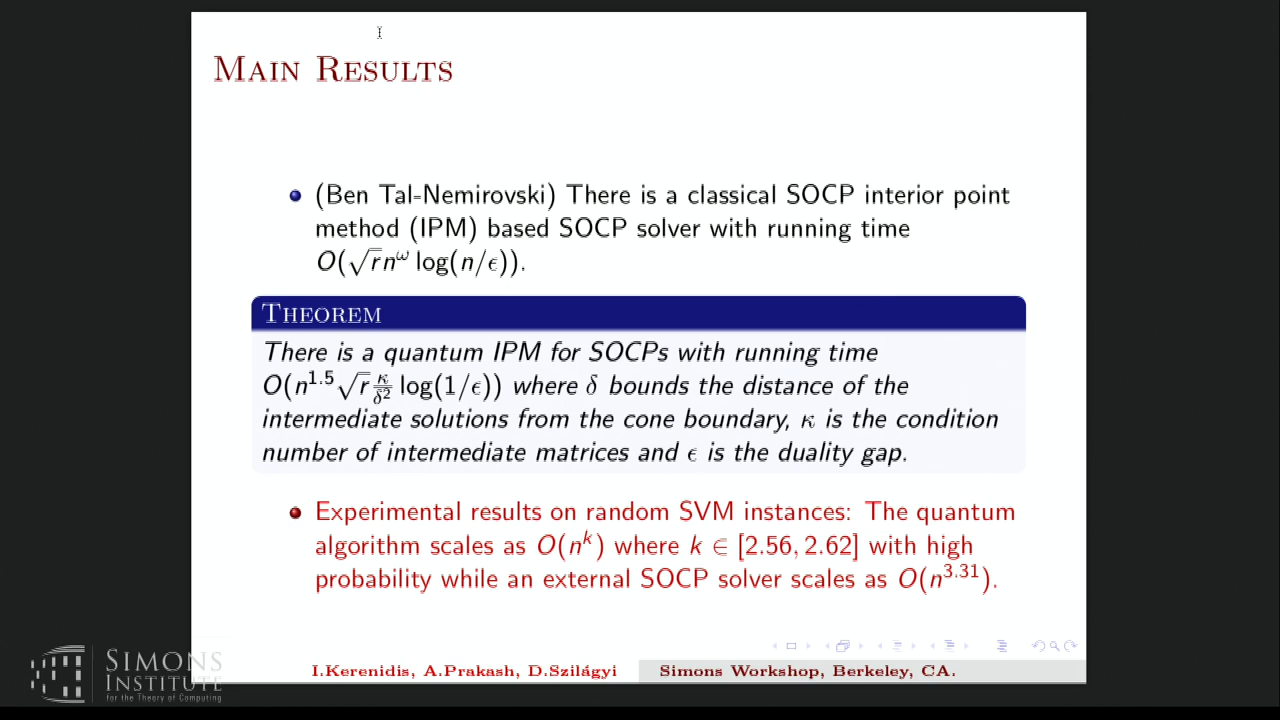 Main Results
(Ben Tal-Nemirovski) There is a classical SOCP interior point
method (IPM) based SOCP solver with running time
O(√r n^ω log(n/ϵ)).
Theorem
There is a quantum IPM for SOCPs with running time
O(n^1.5 √r κ/δ² log(1/ϵ)) where δ bounds the distance of the
intermediate solutions from the cone boundary, κ is the condition
number of intermediate matrices and ϵ is the duality gap.
Experimental results on random SVM instances: The quantum
algorithm scales as O(n^k) where k ∈ [2.56, 2.62] with high
probability while an external SOCP solver scales as O(n^3.31).
I.Kerenidis, A.Prakash, D.Szilágyi
Simons Workshop, Berkeley, CA.
Simons
Institute
for the Theory of Computing